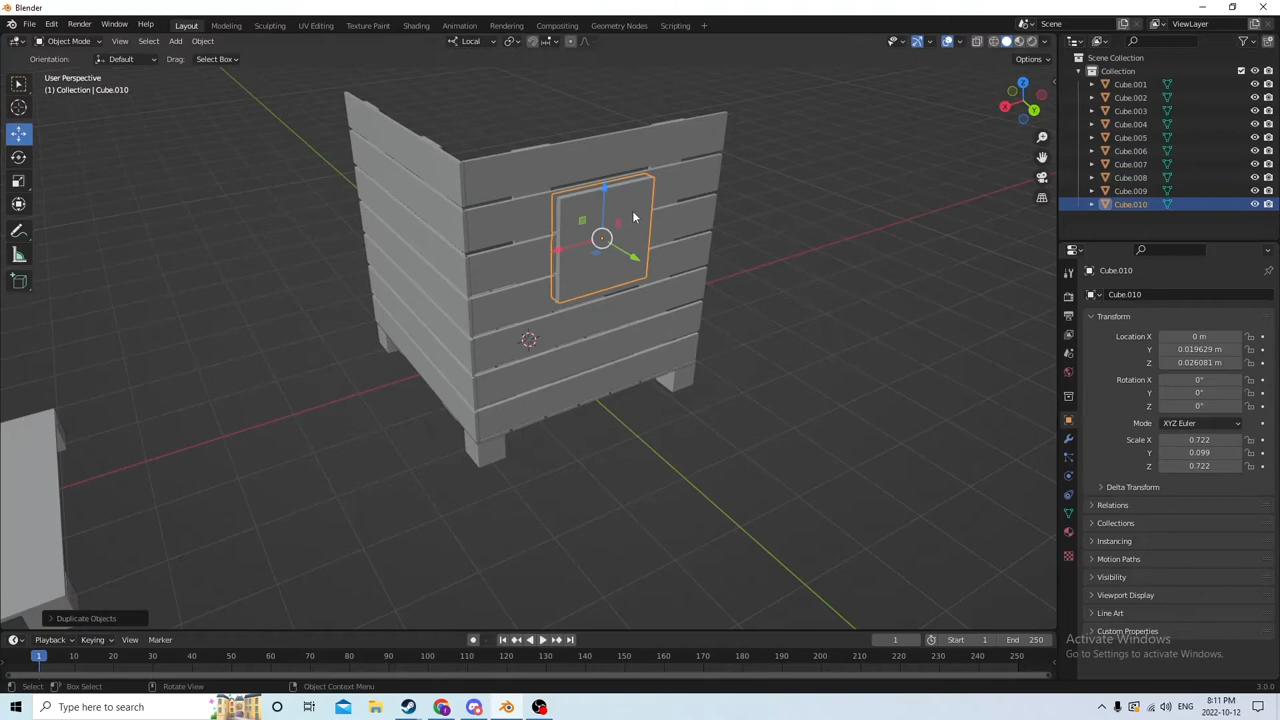 Blender
File Edit Render Window Help Layout Modeling Sculpting UV Editing Texture Paint Shading Animation Rendering Compositing Geometry Nodes Scripting + Scene ViewLayer
Object Mode View Select Add Object Local
Orientation: Default Drag: Select Box Options
User Perspective
(1) Collection | Cube.010
Z
X
Y
Scene Collection
Collection
Cube.001
Cube.002
Cube.003
Cube.004
Cube.005
Cube.006
Cube.007
Cube.008
Cube.009
Cube.010
Cube.010
Cube.010
Transform
Location X 0 m
Y 0.019629 m
Z 0.026081 m
Rotation X 0°
Y 0°
Z 0°
Mode XYZ Euler
Scale X 0.722
Y 0.099
Z 0.722
Delta Transform
Relations
Collections
Instancing
Motion Paths
Visibility
Viewport Display
Line Art
Custom Properties
Activate Windows
Go to Settings to activate Windows.
Duplicate Objects
Playback Keying View Marker 1 Start 1 End 250
1 10 20 30 40 50 60 70 80 90 100 110 120 130 140 150 160 170 180 190 200 210 220 230 240 250
Select Box Select Rotate View Object Context Menu 3.0.0
Type here to search ENG 8:11 PM
2022-10-12